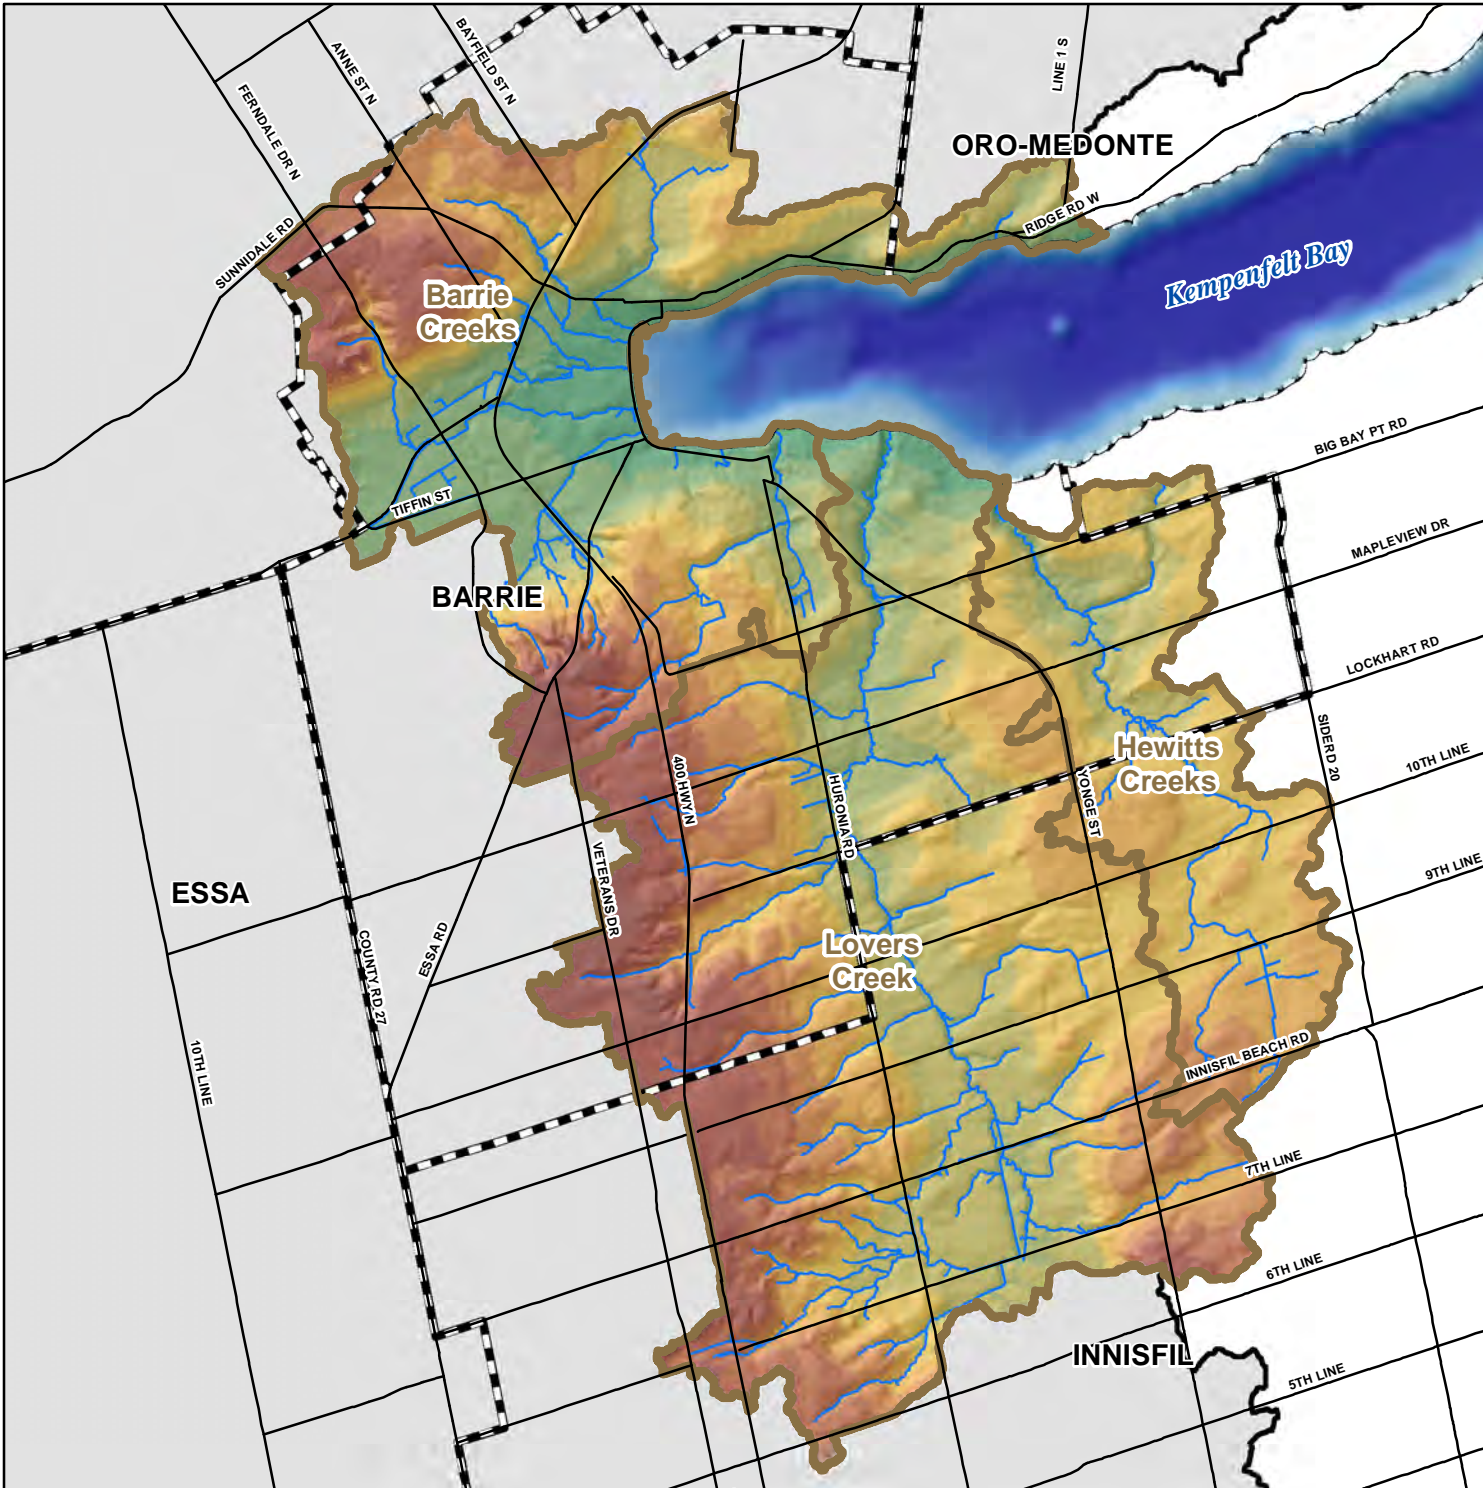 BAYFIELD ST N
ANNE ST N
LINE 1 S
FERNDALE DR N
ORO-MEDONTE
RIDGE RD W
SUNNIDALE RD
Kempenfelt Bay
Barrie
Creeks
BIG BAY PT RD
TIFFIN ST
MAPLEVIEW DR
BARRIE
LOCKHART RD
SIDERD 20
Hewitts
Creeks
10TH LINE
400 HWY N
HURONIA RD
YONGE ST
VETERANS DR
9TH LINE
ESSA
COUNTY RD 27
ESSA RD
Lovers
Creek
10TH LINE
INNISFIL BEACH RD
7TH LINE
6TH LINE
INNISFIL
5TH LINE